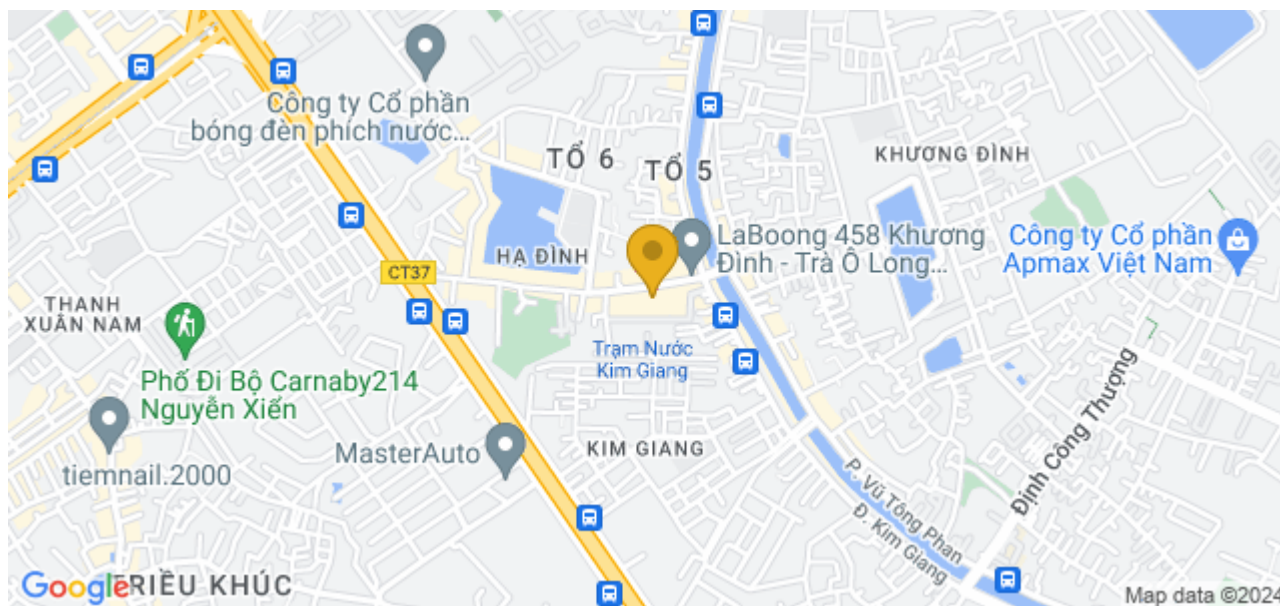 Công ty Cổ phần
bóng đèn phích nước...
TỔ 6
TỔ 5
KHƯƠNG ĐÌNH
LaBoong 458 Khương
Đình - Trà Ô Long...
Công ty Cổ phần
Apmax Việt Nam
HẠ ĐÌNH
CT37
THANH
XUÂN NAM
Trạm Nước
Kim Giang
Phố Đi Bộ Carnaby214
Nguyễn Xiển
MasterAuto
KIM GIANG
tiemnail.2000
Định Công Thượng
P. Vũ Tông Phan
Đ. Kim Giang
Google
TRIỀU KHÚC
Map data ©2024